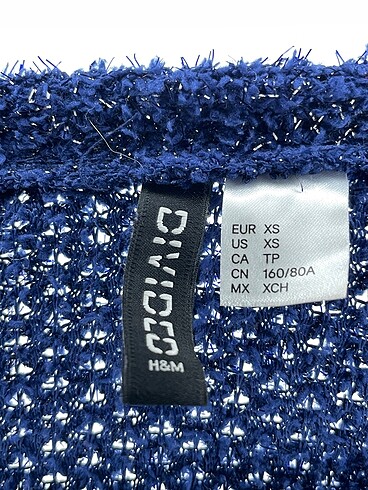 DIVIDED
H&M
EUR XS
US XS
CA TP
CN 160/80A
MX XCH